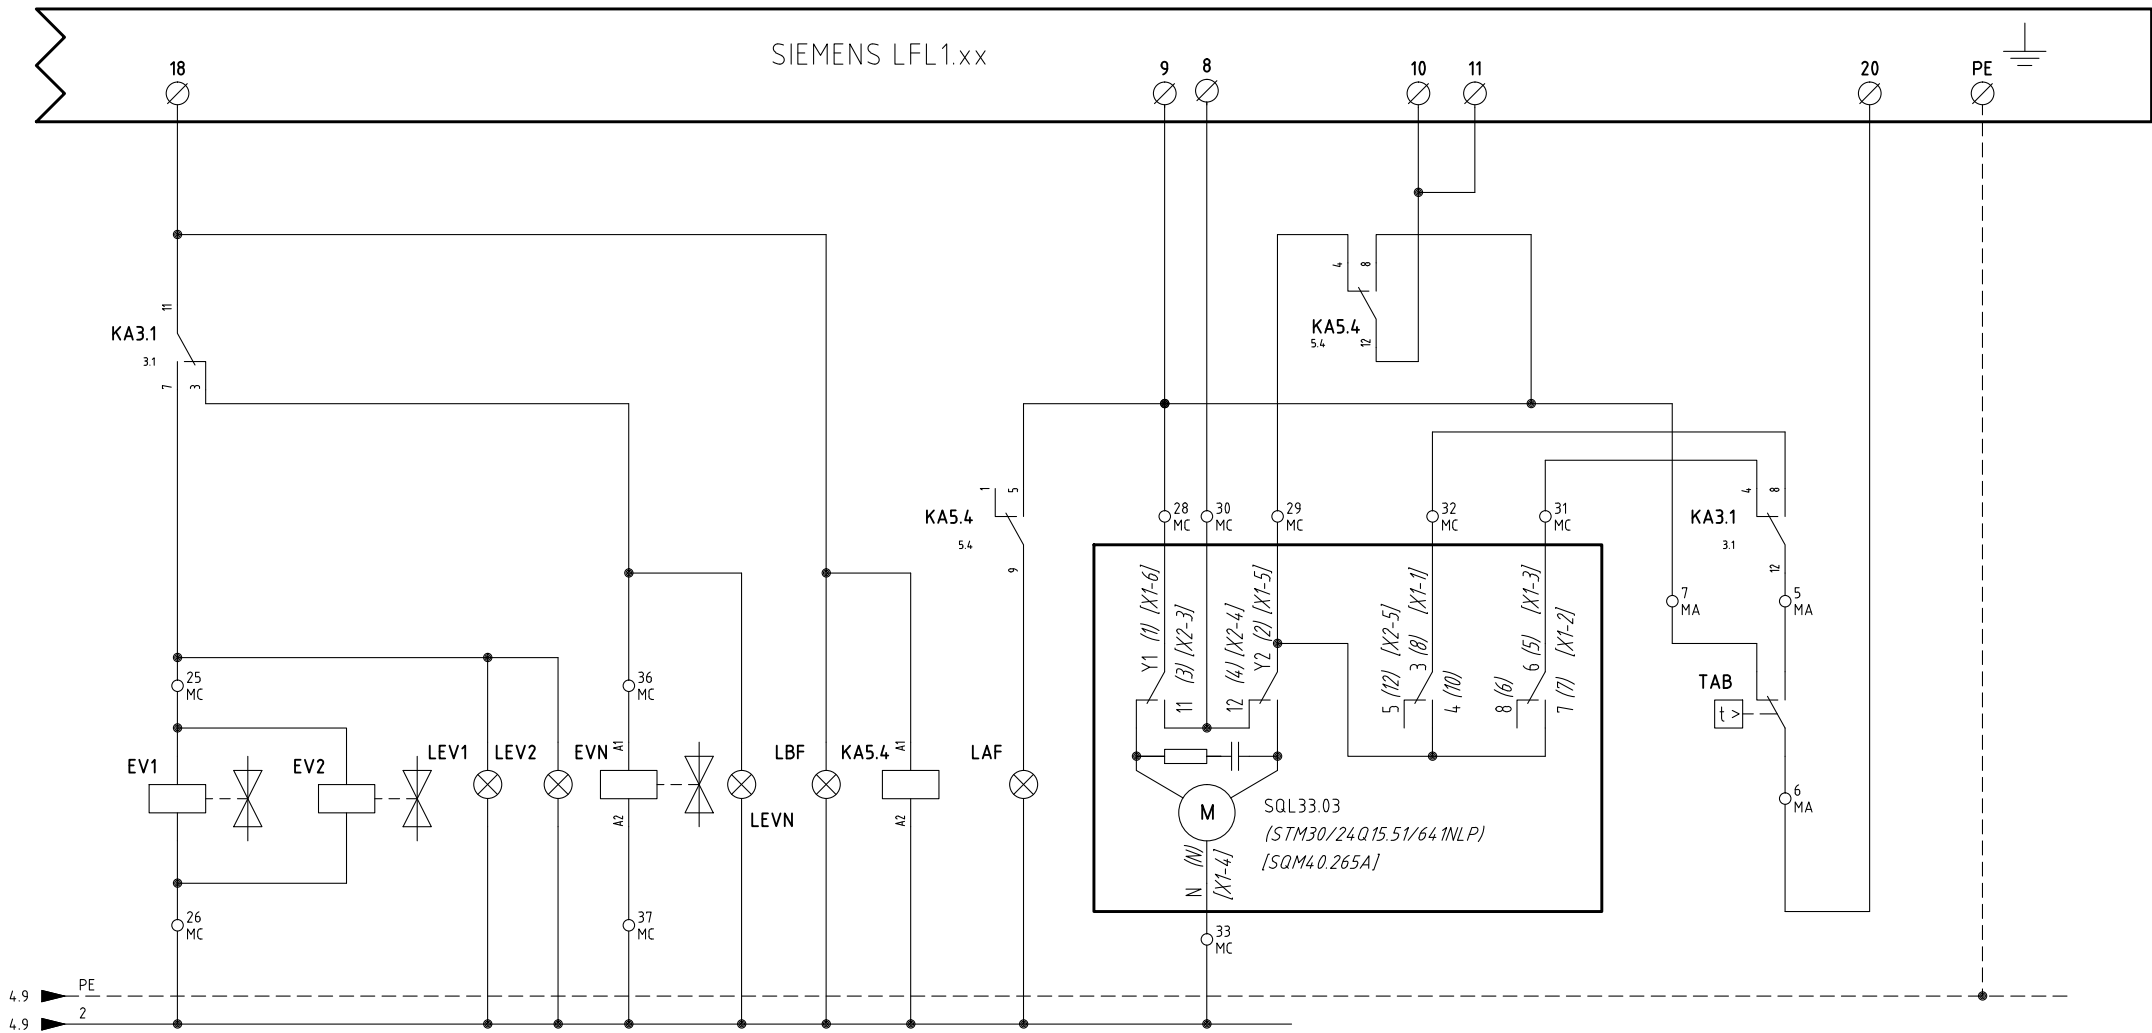 SIEMENS LFL1.xx
18
9
8
10
11
20
PE
11
KA3.1
3.1
7
3
4
8
KA5.4
5.4
12
1
5
KA5.4
5.4
9
28
MC
30
MC
29
MC
32
MC
31
MC
4
8
KA3.1
3.1
12
7
MA
5
MA
Y1 (1) [X1-6]
11 (3) [X2-3]
12 (4) [X2-4]
Y2 (2) [X1-5]
5 (12) [X2-5]
3 (8) [X1-1]
4 (10)
8 (6)
6 (5) [X1-3]
7 (7) [X1-2]
25
MC
36
MC
TAB
t >
EV1
EV2
LEV1
LEV2
EVN
A1
A2
LEVN
LBF
KA5.4
A1
A2
LAF
M
SQL33.03
(STM30/24Q15.51/641NLP)
[SQM40.265A]
N (N)
[X1-4]
6
MA
26
MC
37
MC
33
MC
4.9
PE
4.9
2